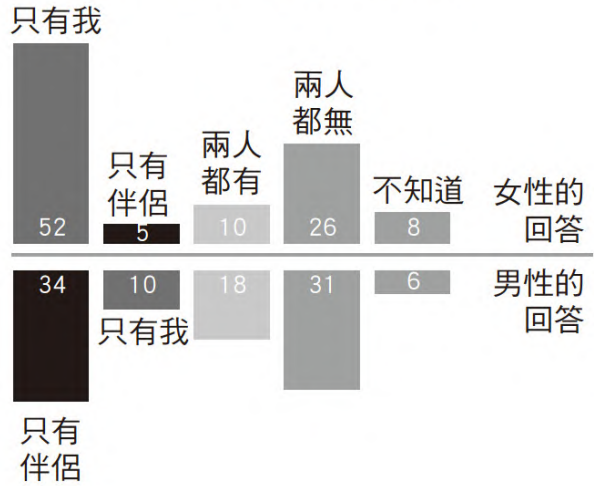 只有我
只有
伴侶
兩人
都有
兩人
都無
不知道
女性的
回答
52
5
10
26
8
34
10
18
31
6
男性的
回答
只有我
只有
伴侶